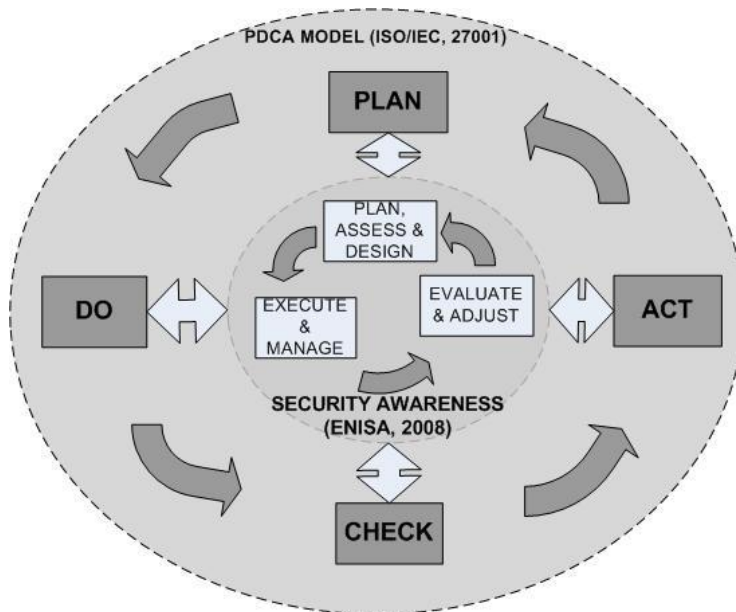 PDCA MODEL (ISO/IEC, 27001)
PLAN
PLAN,
ASSESS &
DESIGN
DO
EXECUTE
&
MANAGE
EVALUATE
& ADJUST
ACT
SECURITY AWARENESS
(ENISA, 2008)
CHECK